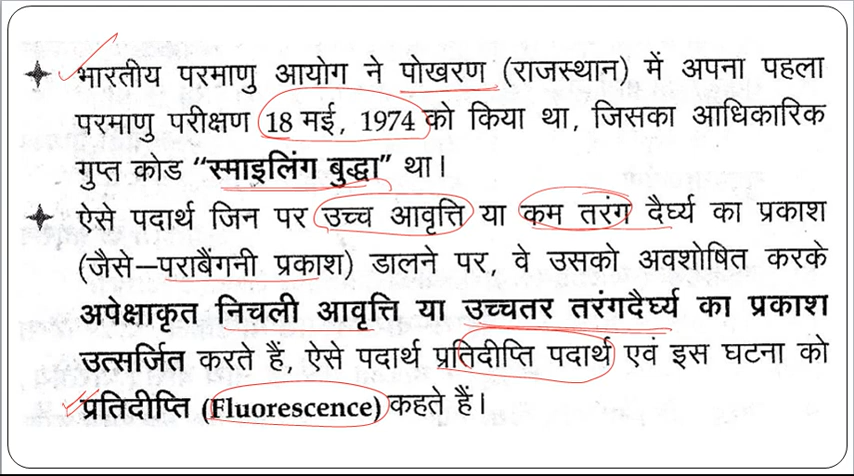 भारतीय परमाणु आयोग ने पोखरण (राजस्थान) में अपना पहला
परमाणु परीक्षण 18 मई, 1974 को किया था, जिसका आधिकारिक
गुप्त कोड “स्माइलिंग बुद्धा” था।
ऐसे पदार्थ जिन पर उच्च आवृत्ति या कम तरंग दैर्घ्य का प्रकाश
(जैसे—पराबैंगनी प्रकाश) डालने पर, वे उसको अवशोषित करके
अपेक्षाकृत निचली आवृत्ति या उच्चतर तरंगदैर्घ्य का प्रकाश
उत्सर्जित करते हैं, ऐसे पदार्थ प्रतिदीप्ति पदार्थ एवं इस घटना को
प्रतिदीप्ति (Fluorescence) कहते हैं।